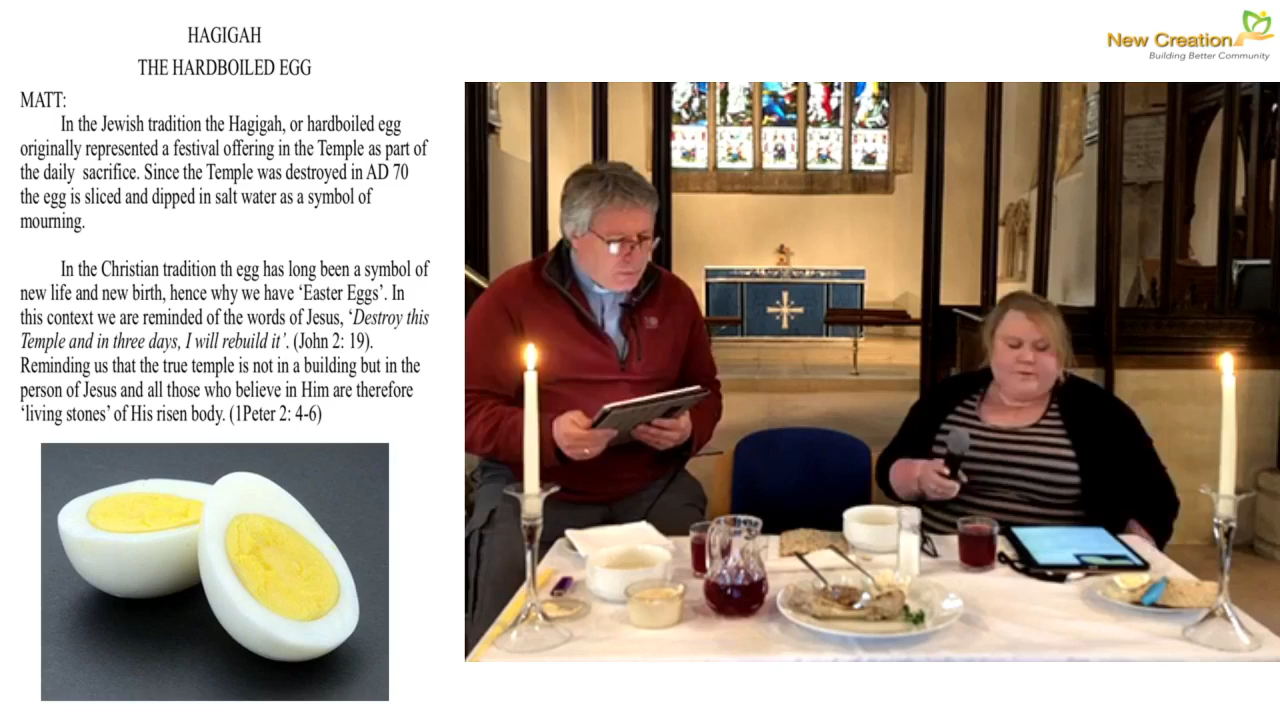 HAGIGAH
THE HARDBOILED EGG
MATT:
In the Jewish tradition the Hagigah, or hardboiled egg
originally represented a festival offering in the Temple as part of
the daily sacrifice. Since the Temple was destroyed in AD 70
the egg is sliced and dipped in salt water as a symbol of
mourning.
In the Christian tradition th egg has long been a symbol of
new life and new birth, hence why we have ‘Easter Eggs’. In
this context we are reminded of the words of Jesus, ‘Destroy this
Temple and in three days, I will rebuild it’. (John 2: 19).
Reminding us that the true temple is not in a building but in the
person of Jesus and all those who believe in Him are therefore
‘living stones’ of His risen body. (1Peter 2: 4-6)
New Creation
Building Better Community